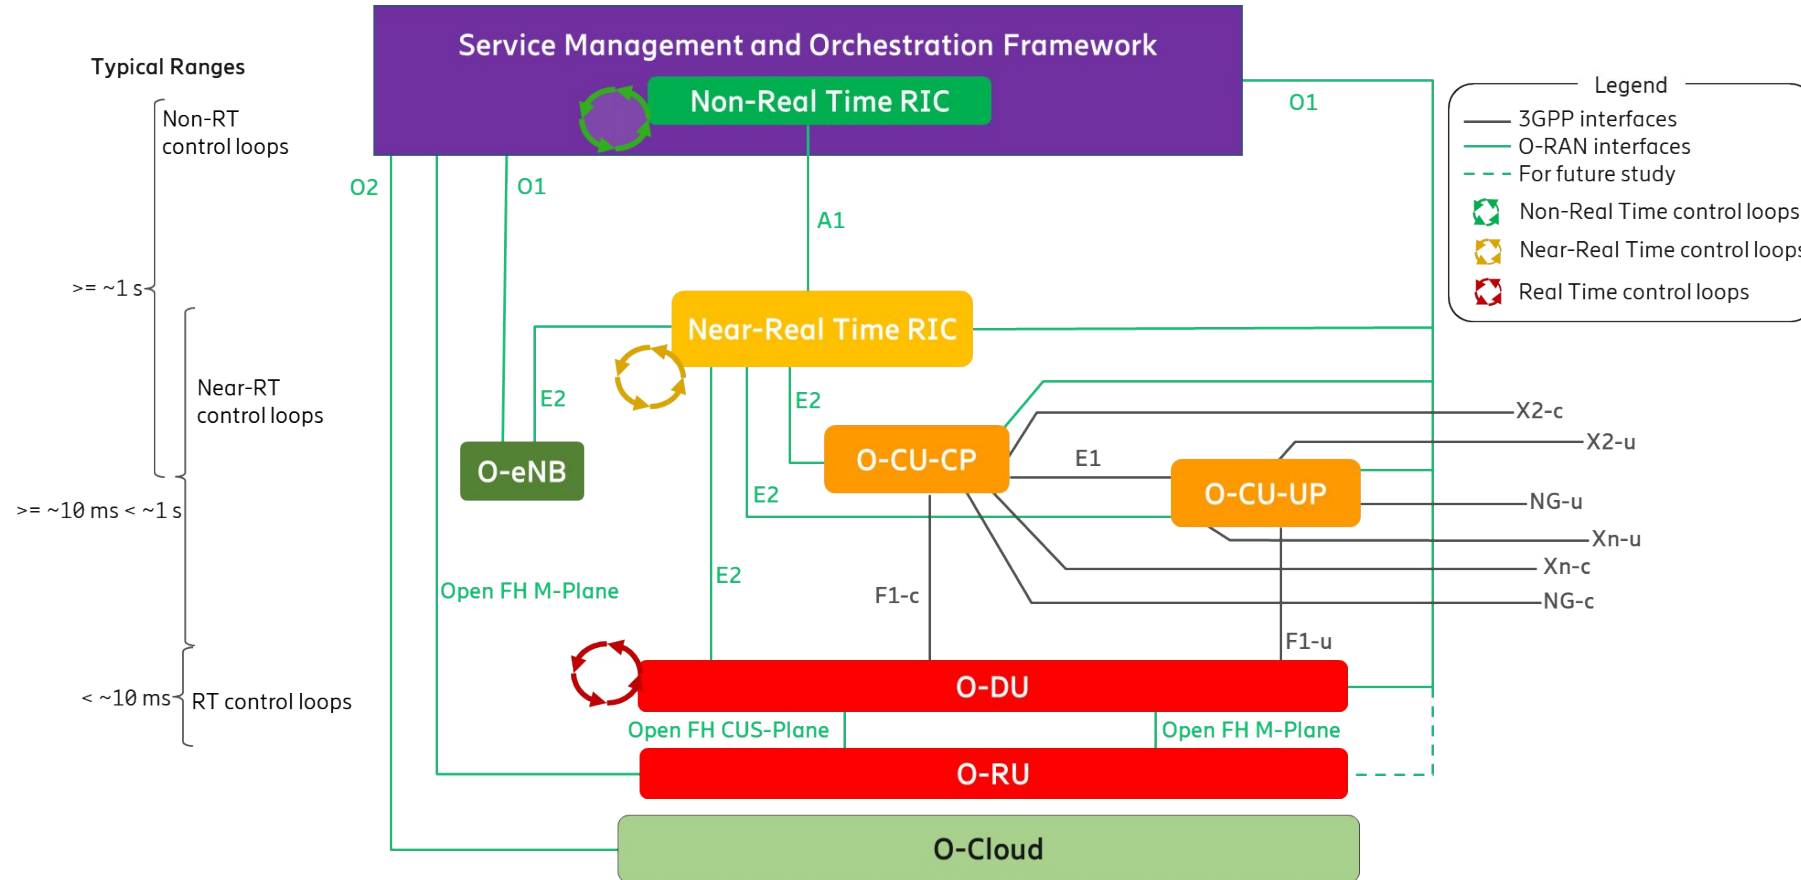 Service Management and Orchestration Framework
Typical Ranges
Non-Real Time RIC
Legend
O1
3GPP interfaces
Non-RT
control loops
O-RAN interfaces
For future study
O2
O1
A1
Non-Real Time control loops
Near-Real Time control loops
Real Time control loops
>= ~1 s
Near-Real Time RIC
Near-RT
control loops
E2
E2
X2-c
X2-u
O-eNB
O-CU-CP
E1
O-CU-UP
E2
NG-u
>= ~10 ms < ~1 s
Xn-u
Xn-c
E2
Open FH M-Plane
F1-c
NG-c
F1-u
< ~10 ms
RT control loops
O-DU
Open FH CUS-Plane
Open FH M-Plane
O-RU
O-Cloud